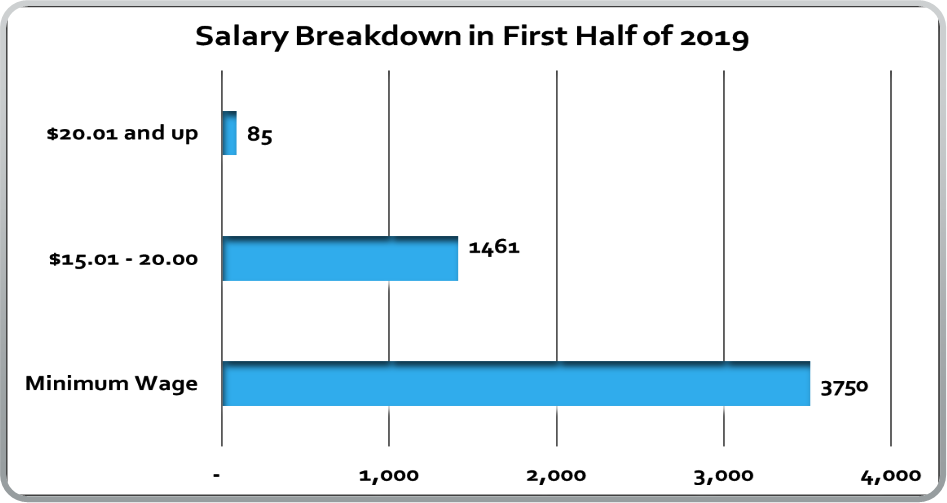 Salary Breakdown in First Half of 2019
$20.01 and up
85
$15.01 - 20.00
1461
Minimum Wage
3750
- 1,000 2,000 3,000 4,000